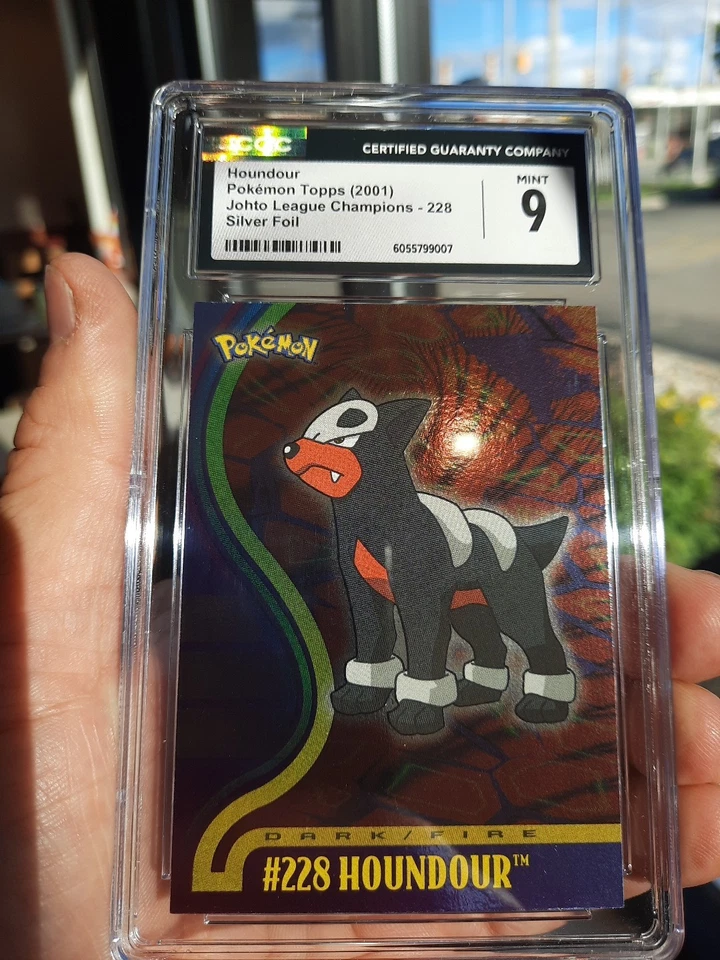 CGC
CERTIFIED GUARANTY COMPANY
Houndour
Pokémon Topps (2001)
Johto League Champions - 228
Silver Foil
MINT
9
6055799007
POKéMON
DARK/FIRE
#228 HOUNDOUR™